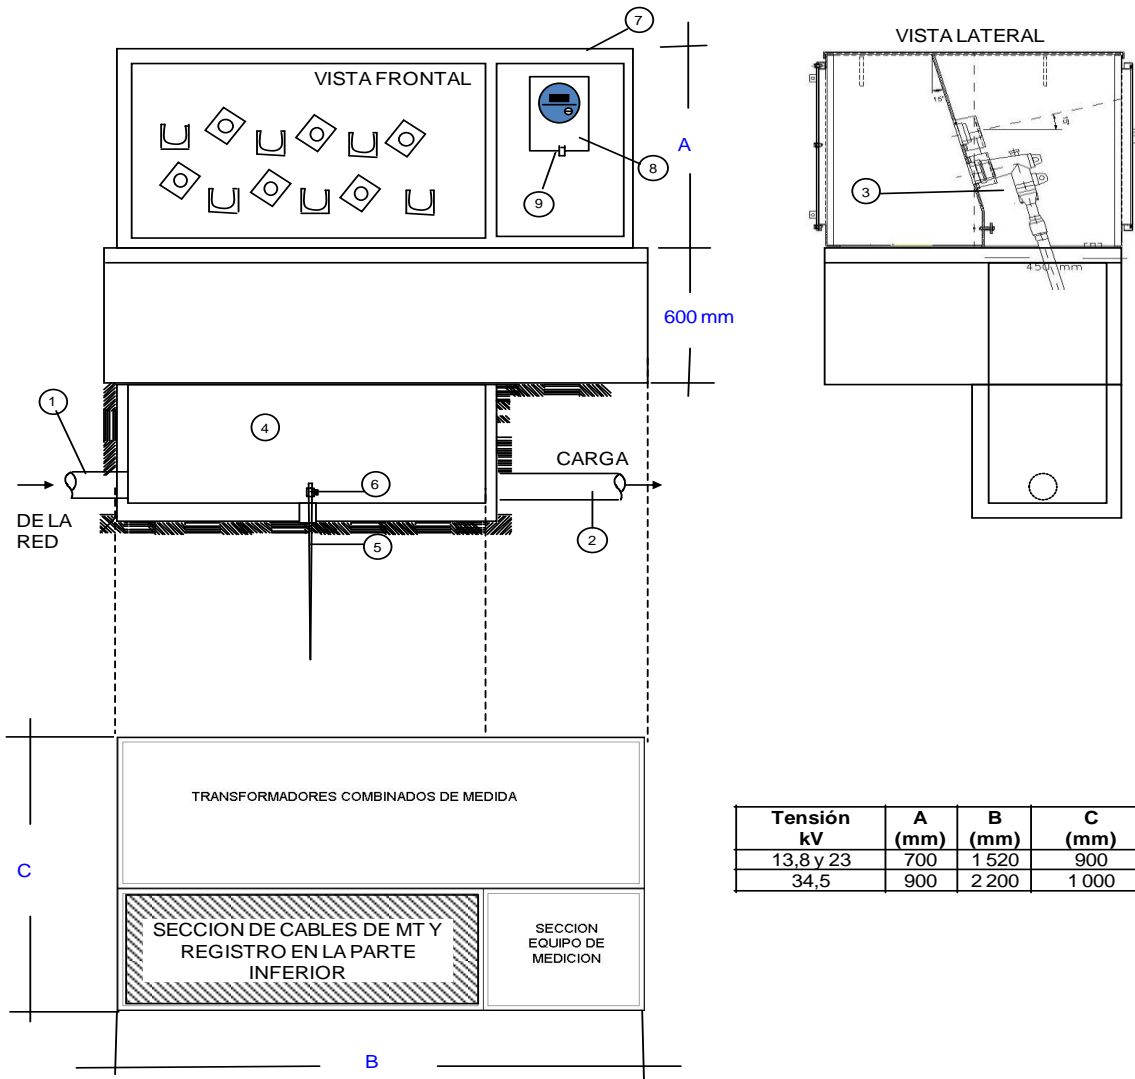 7
VISTA LATERAL
VISTA FRONTAL
15°
15°
A
8
3
9
450 mm
600 mm
1
4
CARGA
6
DE LA
RED
5
2
TRANSFORMADORES COMBINADOS DE MEDIDA
Tensión
kV
A
(mm)
B
(mm)
C
(mm)
13,8 y 23
700
1 520
900
34,5
900
2 200
1 000
C
SECCION DE CABLES DE MT Y
REGISTRO EN LA PARTE
INFERIOR
SECCION
EQUIPO DE
MEDICION
B